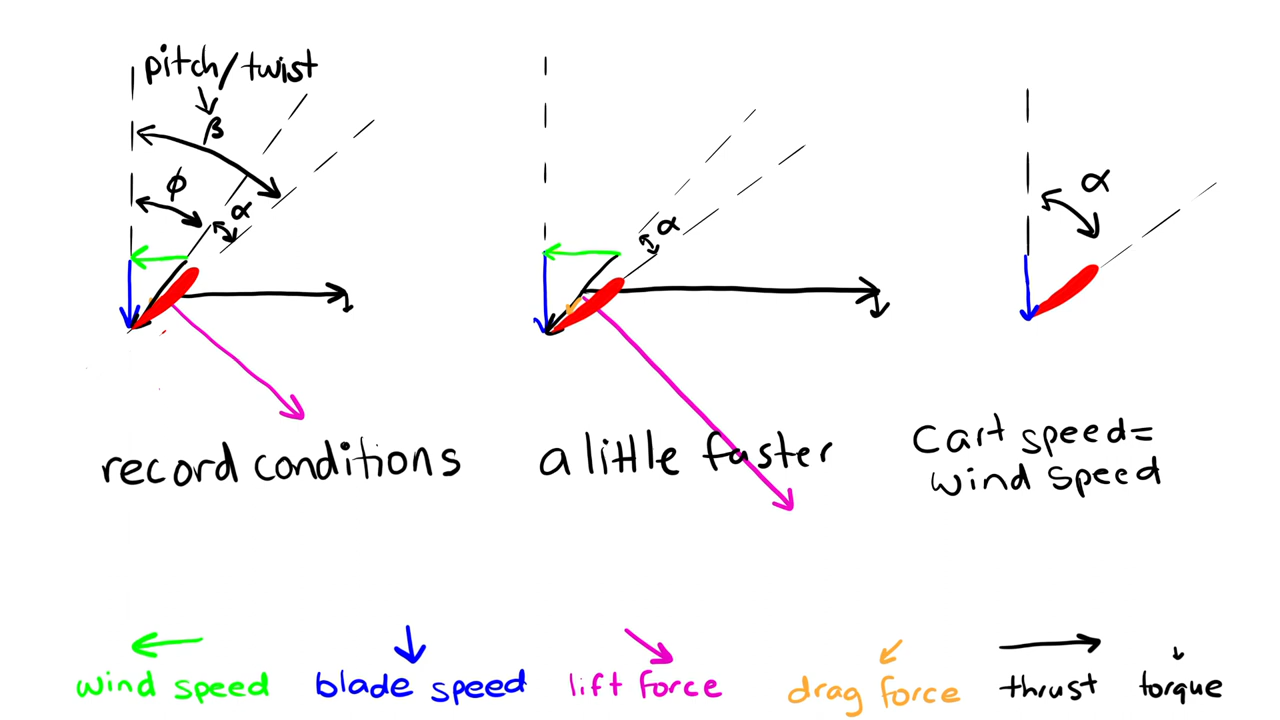 pitch/twist
β
ϕ
α
α
α
record conditions
a little faster
Cart speed=
wind speed
wind speed
blade speed
lift force
drag force
thrust
torque